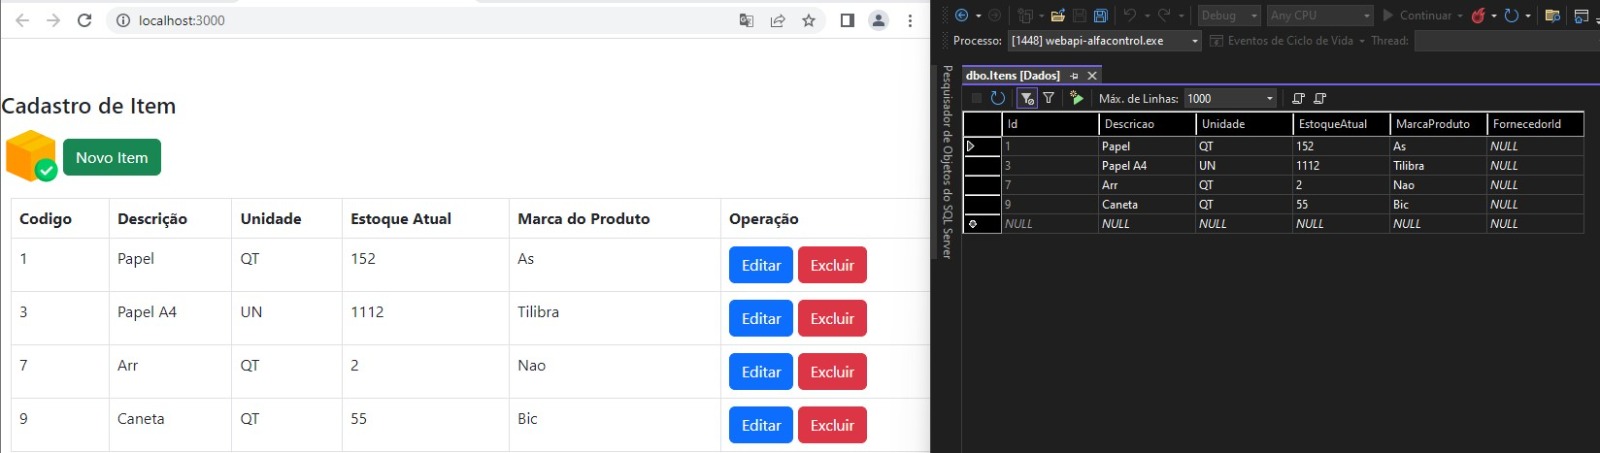 localhost:3000
Cadastro de Item
Novo Item
Codigo Descrição Unidade Estoque Atual Marca do Produto Operação
1 Papel QT 152 As Editar Excluir
3 Papel A4 UN 1112 Tilibra Editar Excluir
7 Arr QT 2 Nao Editar Excluir
9 Caneta QT 55 Bic Editar Excluir
Debug Any CPU Continuar
Processo: [1448] webapi-alfacontrol.exe Eventos de Ciclo de Vida Thread:
Pesquisador de Objetos do SQL Server
dbo.Itens [Dados]
Máx. de Linhas: 1000
Id Descricao Unidade EstoqueAtual MarcaProduto FornecedorId
1 Papel QT 152 As NULL
3 Papel A4 UN 1112 Tilibra NULL
7 Arr QT 2 Nao NULL
9 Caneta QT 55 Bic NULL
NULL NULL NULL NULL NULL NULL